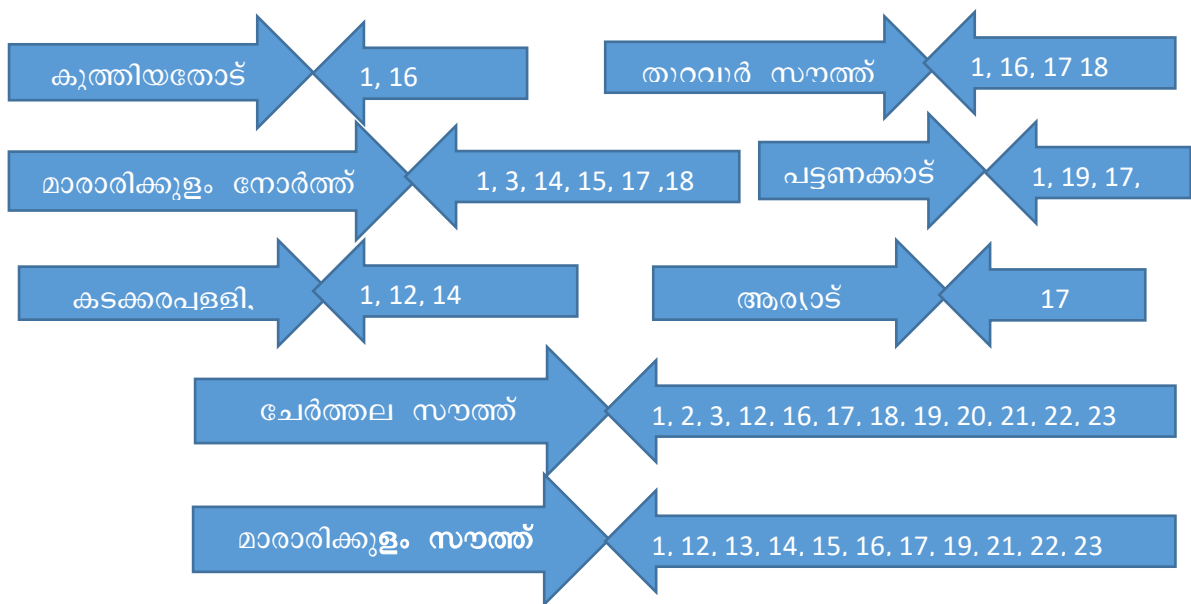 കുത്തിയതോട് 1, 16
തുറവൂർ സൗത്ത് 1, 16, 17 18
മാരാരിക്കുളം നോർത്ത് 1, 3, 14, 15, 17 ,18
പട്ടണക്കാട് 1, 19, 17,
കടക്കരപ്പള്ളി, 1, 12, 14
ആര്യാട് 17
ചേർത്തല സൗത്ത് 1, 2, 3, 12, 16, 17, 18, 19, 20, 21, 22, 23
മാരാരിക്കുളം സൗത്ത് 1, 12, 13, 14, 15, 16, 17, 19, 21, 22, 23